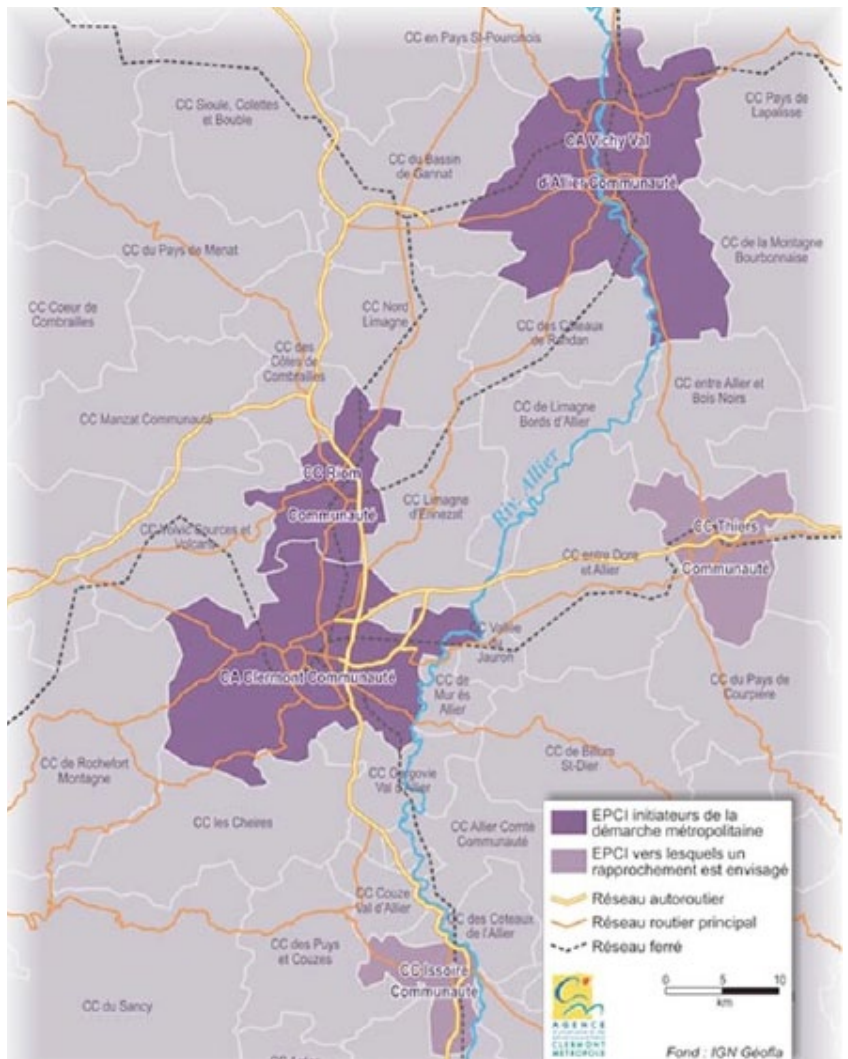 CC en Pays St-Pourcinois
CC Sioule, Colettes
et Bouble
CC Pays de
Lapalisse
CA Vichy Val
d'Allier Communauté
CC du Bassin
de Gannat
CC du Pays de Menat
CC de la Montagne
Bourbonnaise
CC Coeur de
Combrailles
CC Nord
Limagne
CC des Coteaux
de Randan
CC des
Côtes de
Combrailles
CC entre Allier et
Bois Noirs
CC Manzat Communauté
CC de Limagne
Bords d'Allier
Riv. Allier
CC Riom
Communauté
CC Limagne
d'Ennezat
CC Volvic Sources et
Volcans
CC Thiers
Communauté
CC entre Dore
et Allier
CC Vallée
Jauron
CA Clermont Communauté
CC de
Mur ès
Allier
CC du Pays de
Courpière
CC de Rochefort
Montagne
CC Gergovie
Val d'Allier
CC de Billom
St-Dier
CC les Cheires
CC Allier Comté
Communauté
CC Couze
Val d'Allier
CC des Coteaux
de l'Allier
CC des Puys
et Couzes
CC Issoire
Communauté
CC du Sancy
EPCI initiateurs de la
démarche métropolitaine
EPCI vers lesquels un
rapprochement est envisagé
Réseau autoroutier
Réseau routier principal
Réseau ferré
0 5 10
km
AGENCE
CLERMONT
METROPOLE
Fond : IGN Géofla